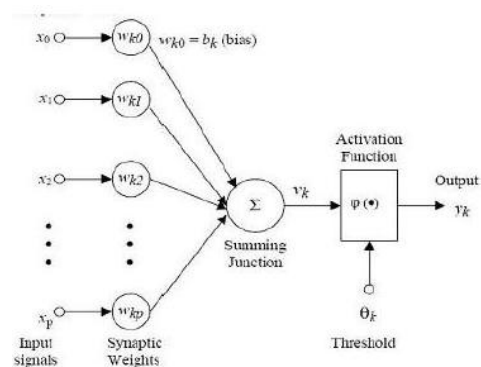 x0 wk0 wk0 = bk (bias)
x1 wk1
x2 wk2
Σ vk
Activation
Function
φ (•)
Output
yk
Summing
Junction
xp wkp
θk
Input
signals
Synaptic
Weights
Threshold